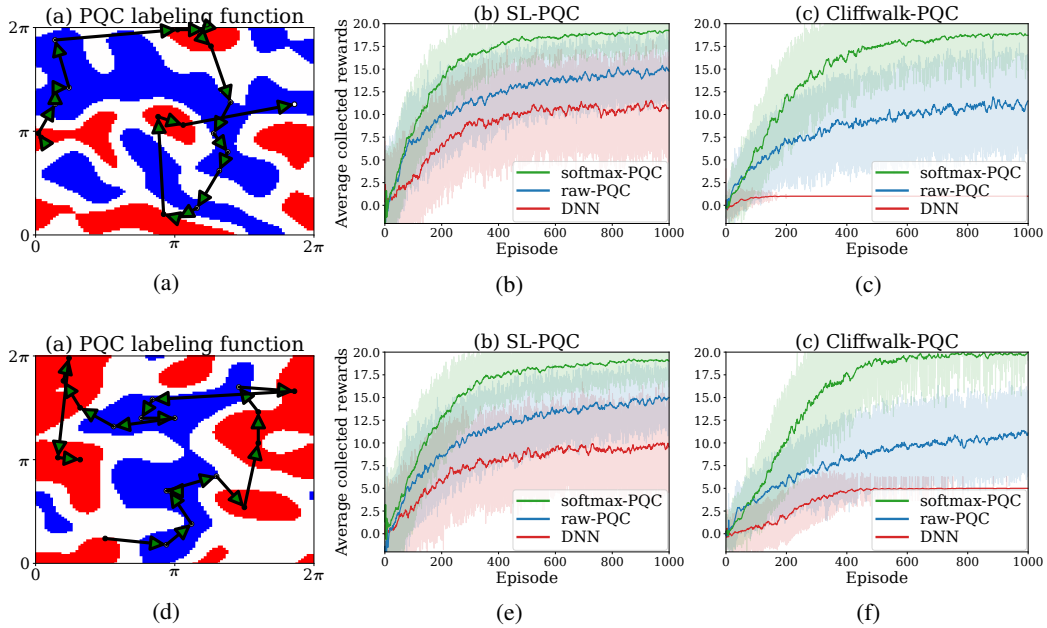 (a) PQC labeling function
2π
π
0
0
π
2π
(a)
(b) SL-PQC
Average collected rewards
20.0
17.5
15.0
12.5
10.0
7.5
5.0
2.5
0.0
softmax-PQC
raw-PQC
DNN
0
200
400
600
800
1000
Episode
(b)
(c) Cliffwalk-PQC
20.0
17.5
15.0
12.5
10.0
7.5
5.0
2.5
0.0
softmax-PQC
raw-PQC
DNN
0
200
400
600
800
1000
Episode
(c)
(a) PQC labeling function
2π
π
0
0
π
2π
(d)
(b) SL-PQC
Average collected rewards
20.0
17.5
15.0
12.5
10.0
7.5
5.0
2.5
0.0
softmax-PQC
raw-PQC
DNN
0
200
400
600
800
1000
Episode
(e)
(c) Cliffwalk-PQC
20.0
17.5
15.0
12.5
10.0
7.5
5.0
2.5
0.0
softmax-PQC
raw-PQC
DNN
0
200
400
600
800
1000
Episode
(f)